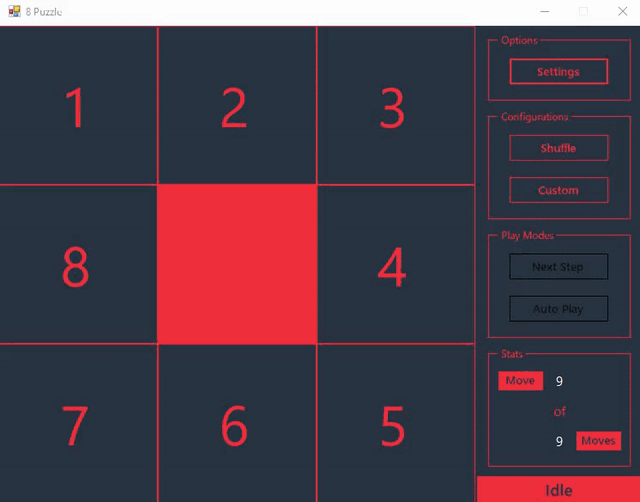 8 Puzzle
1 2 3
8 4
7 6 5
Options
Settings
Configurations
Shuffle
Custom
Play Modes
Next Step
Auto Play
Stats
Move 9
of
9 Moves
Idle